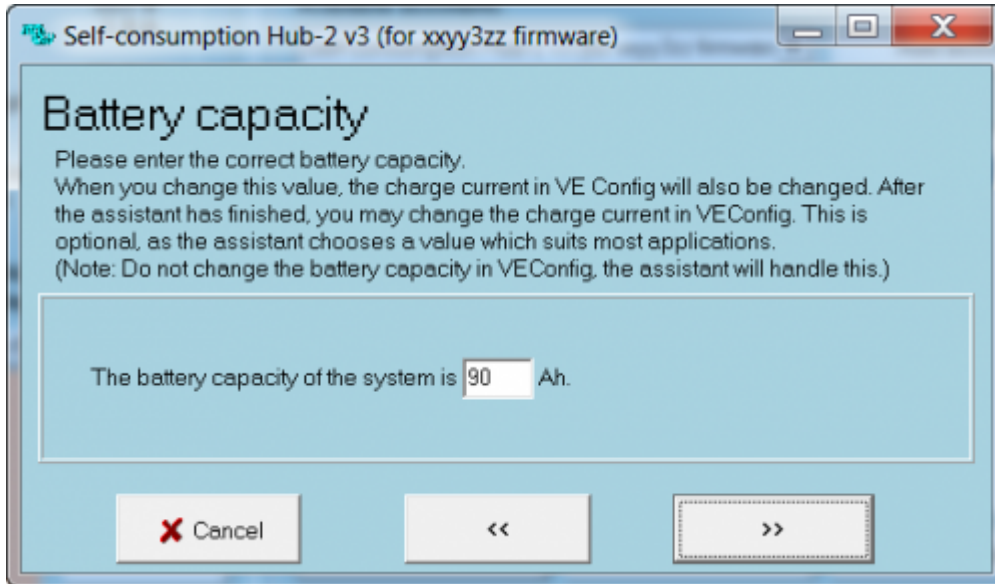 Self-consumption Hub-2 v3 (for xxyy3zz firmware)
Battery capacity
Please enter the correct battery capacity.
When you change this value, the charge current in VE Config will also be changed. After
the assistant has finished, you may change the charge current in VEConfig. This is
optional, as the assistant chooses a value which suits most applications.
(Note: Do not change the battery capacity in VEConfig, the assistant will handle this.)
The battery capacity of the system is 90 Ah.
Cancel << >>